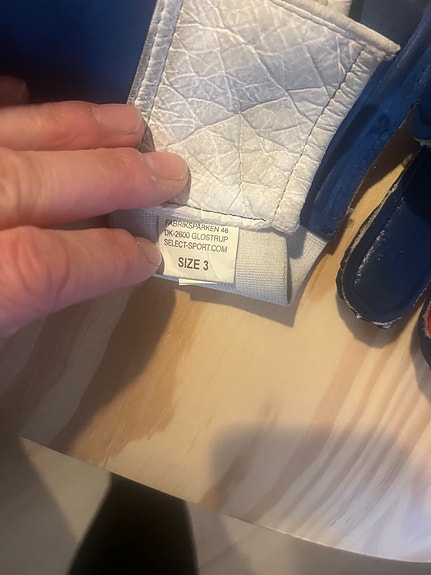 FABRIKSPARKEN 46
DK-2600 GLOSTRUP
SELECT-SPORT.COM
SIZE 3